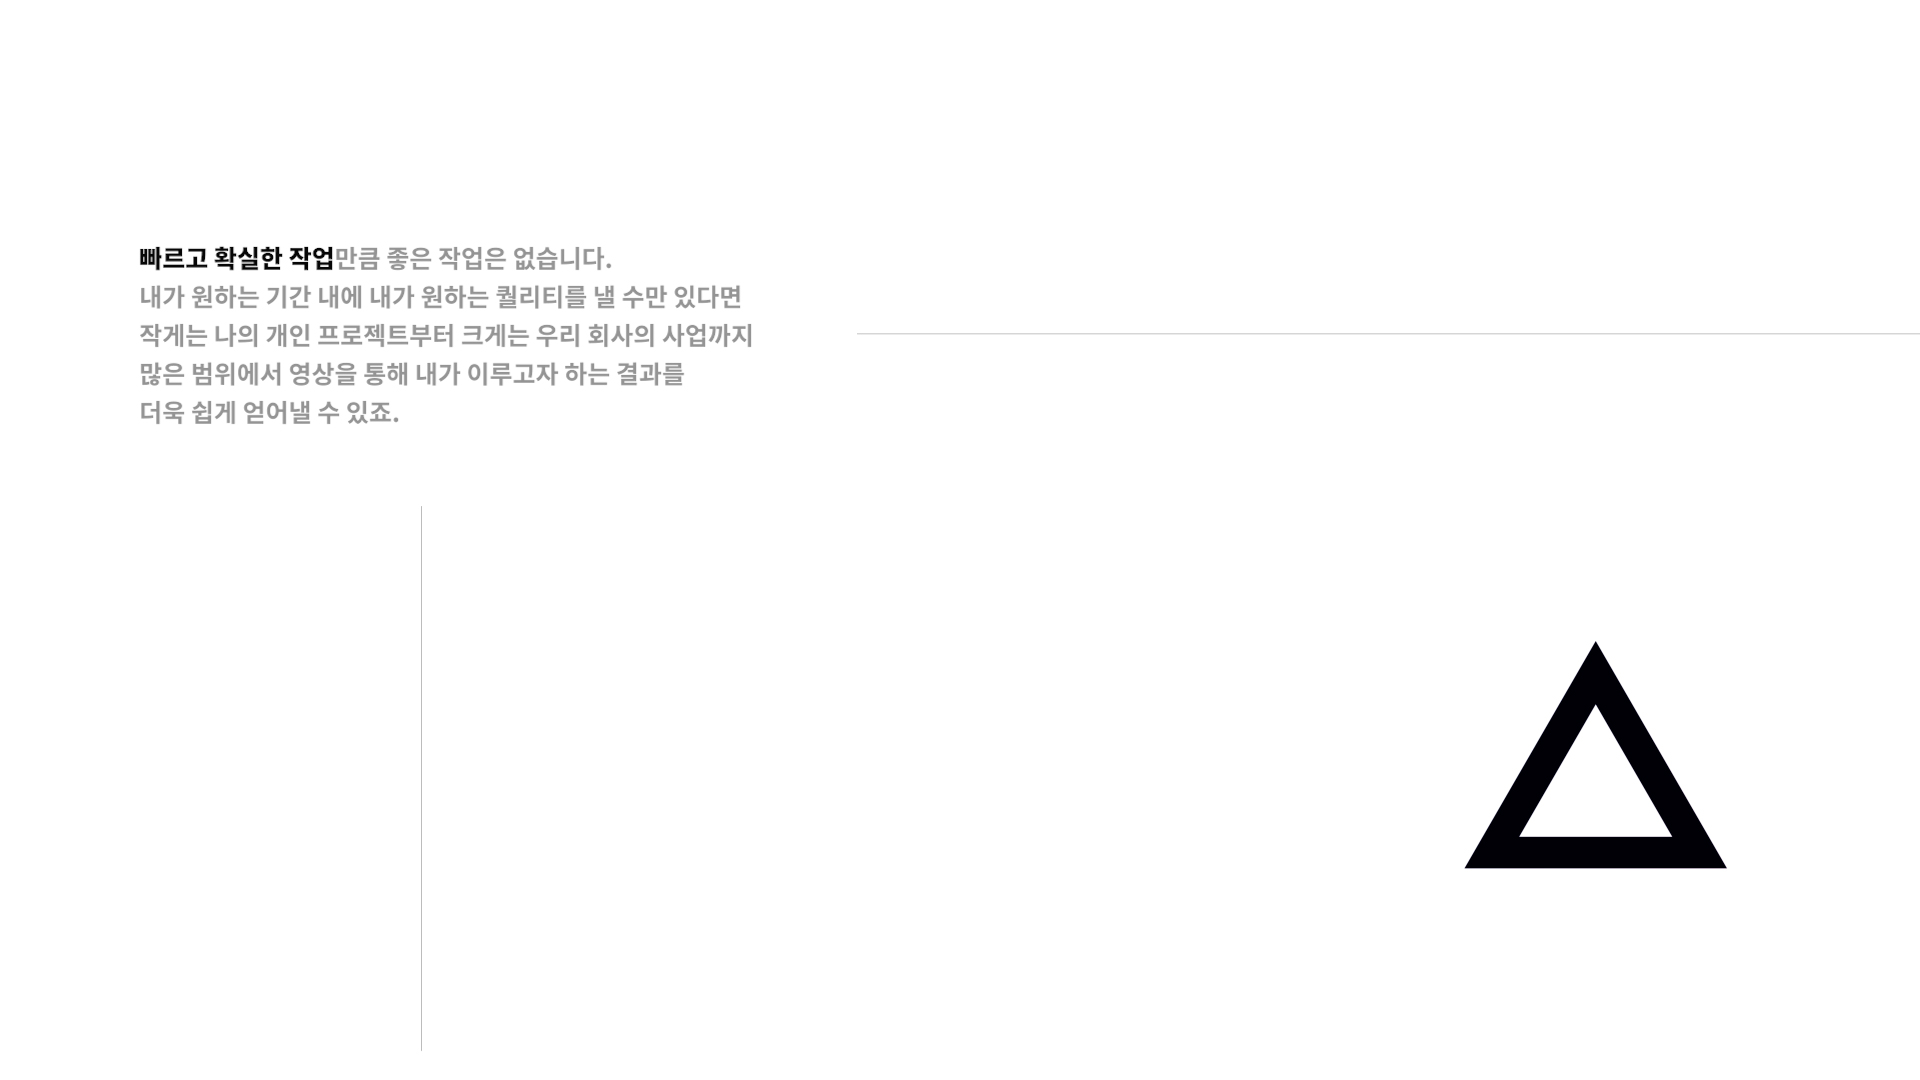 빠르고 확실한 작업만큼 좋은 작업은 없습니다.
내가 원하는 기간 내에 내가 원하는 퀄리티를 낼 수만 있다면
작게는 나의 개인 프로젝트부터 크게는 우리 회사의 사업까지
많은 범위에서 영상을 통해 내가 이루고자 하는 결과를
더욱 쉽게 얻어낼 수 있죠.